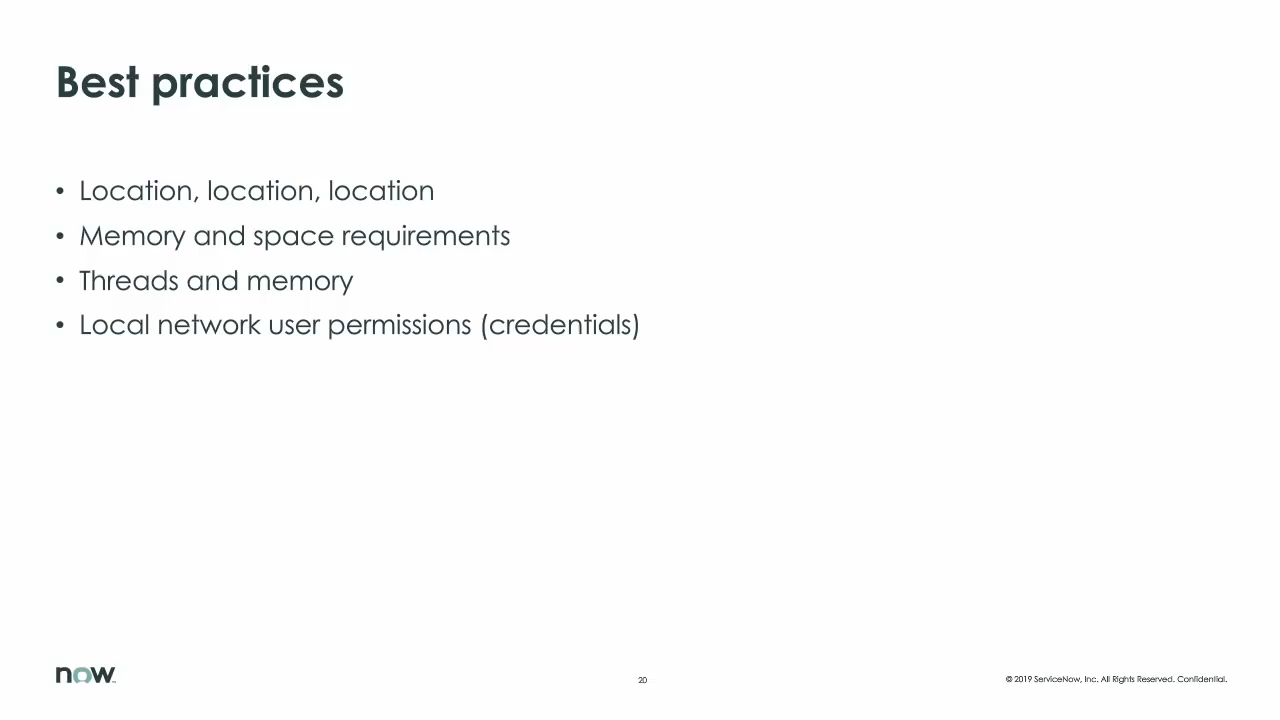 Best practices
• Location, location, location
• Memory and space requirements
• Threads and memory
• Local network user permissions (credentials)
now
20
© 2019 ServiceNow, Inc. All Rights Reserved. Confidential.